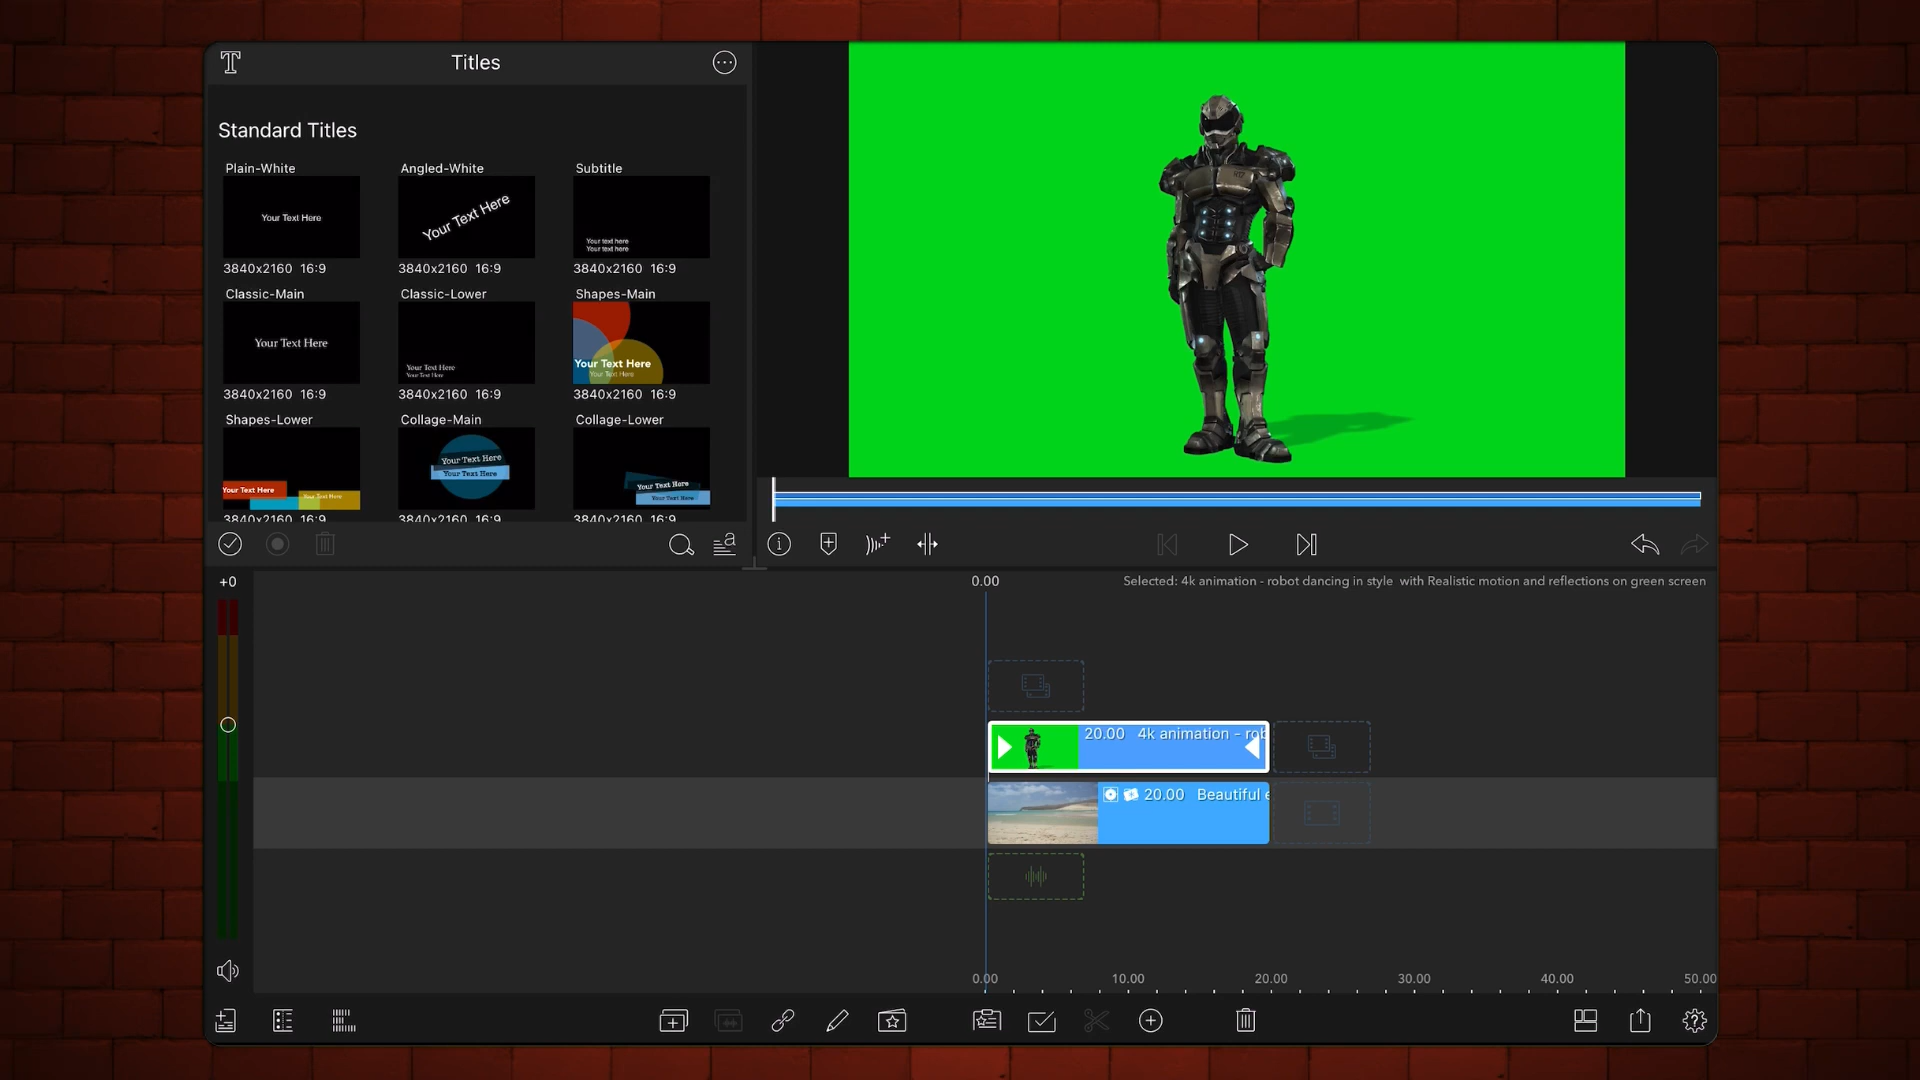 Titles
Standard Titles
Plain-White
Angled-White
Subtitle
Your Text Here
Your Text Here
Your text here
Your text here
3840x2160 16:9
3840x2160 16:9
3840x2160 16:9
Classic-Main
Classic-Lower
Shapes-Main
Your Text Here
Your Text Here
Your Text Here
Your Text Here
Your Text Here
3840x2160 16:9
3840x2160 16:9
3840x2160 16:9
Shapes-Lower
Collage-Main
Collage-Lower
Your Text Here
Your Text Here
Your Text Here
Your Text Here
Your Text Here
Your Text Here
3840x2160 16:9
3840x2160 16:9
3840x2160 16:9
+0
0.00
Selected: 4k animation - robot dancing in style with Realistic motion and reflections on green screen
20.00 4k animation - rob
20.00 Beautiful e
0.00
10.00
20.00
30.00
40.00
50.00